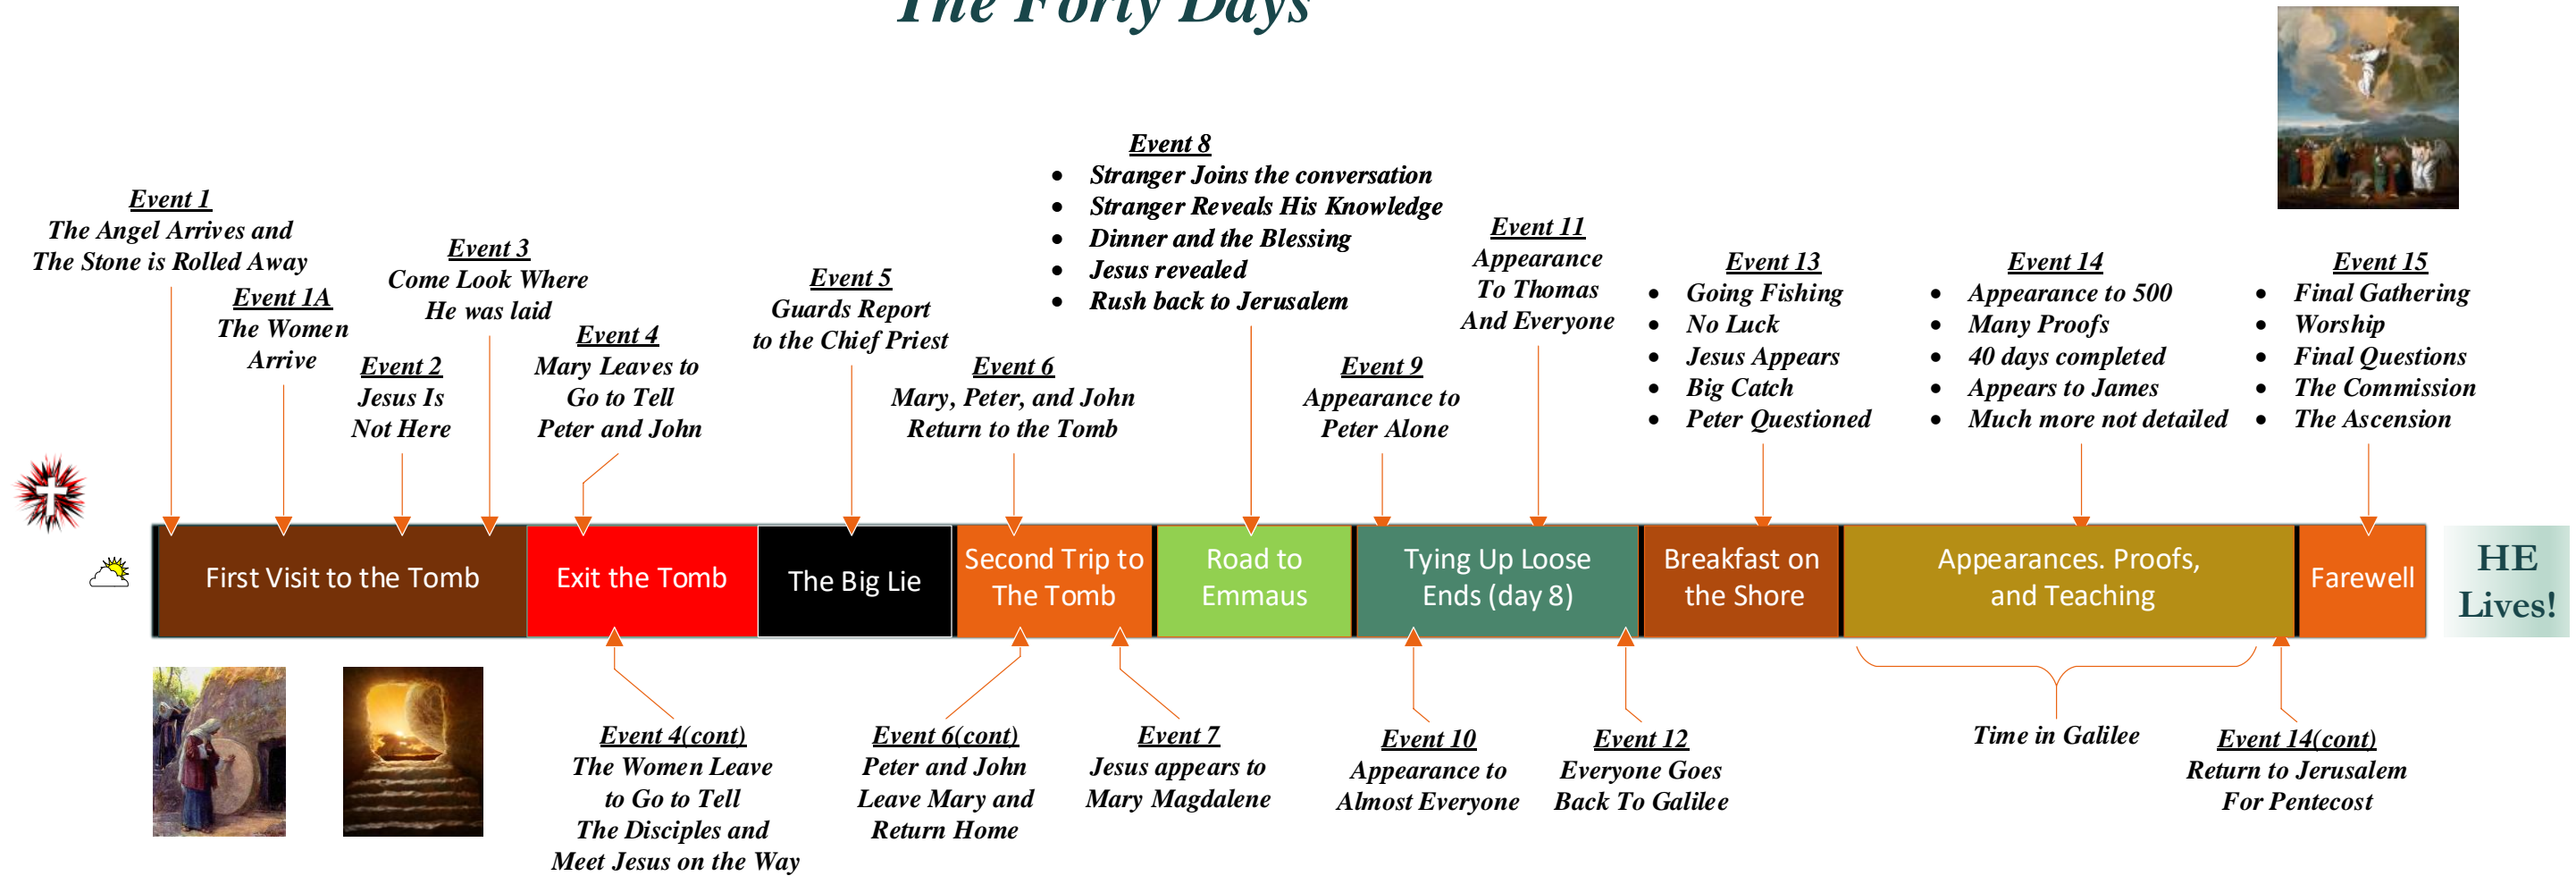 The Forty Days
Event 1
The Angel Arrives and
The Stone is Rolled Away
Event 1A
The Women
Arrive
Event 2
Jesus Is
Not Here
Event 3
Come Look Where
He was laid
Event 4
Mary Leaves to
Go to Tell
Peter and John
Event 5
Guards Report
to the Chief Priest
Event 6
Mary, Peter, and John
Return to the Tomb
Event 8
• Stranger Joins the conversation
• Stranger Reveals His Knowledge
• Dinner and the Blessing
• Jesus revealed
• Rush back to Jerusalem
Event 9
Appearance to
Peter Alone
Event 11
Appearance
To Thomas
And Everyone
Event 13
• Going Fishing
• No Luck
• Jesus Appears
• Big Catch
• Peter Questioned
Event 14
• Appearance to 500
• Many Proofs
• 40 days completed
• Appears to James
• Much more not detailed
Event 15
• Final Gathering
• Worship
• Final Questions
• The Commission
• The Ascension
First Visit to the Tomb
Exit the Tomb
The Big Lie
Second Trip to
The Tomb
Road to
Emmaus
Tying Up Loose
Ends (day 8)
Breakfast on
the Shore
Appearances. Proofs,
and Teaching
Farewell
HE
Lives!
Event 4(cont)
The Women Leave
to Go to Tell
The Disciples and
Meet Jesus on the Way
Event 6(cont)
Peter and John
Leave Mary and
Return Home
Event 7
Jesus appears to
Mary Magdalene
Event 10
Appearance to
Almost Everyone
Event 12
Everyone Goes
Back To Galilee
Time in Galilee
Event 14(cont)
Return to Jerusalem
For Pentecost